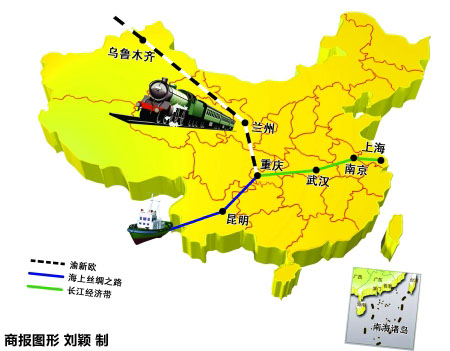 乌鲁木齐
兰州
重庆
武汉
南京
上海
昆明
渝新欧
海上丝绸之路
长江经济带
南海诸岛
商报图形 刘颖 制